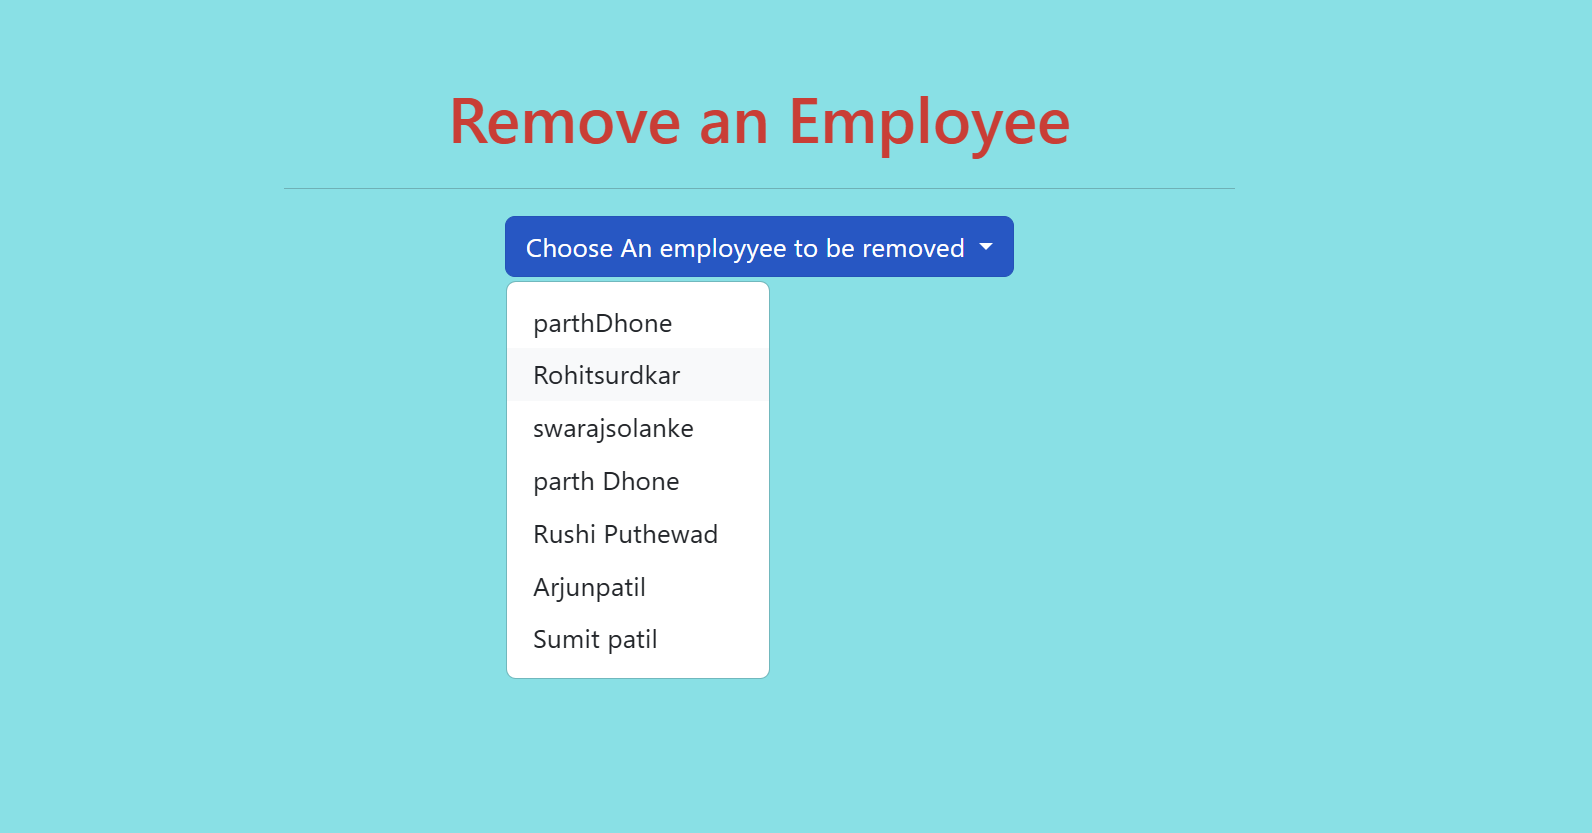 Remove an Employee
Choose An employyee to be removed
parthDhone
Rohitsurdkar
swarajsolanke
parth Dhone
Rushi Puthewad
Arjunpatil
Sumit patil